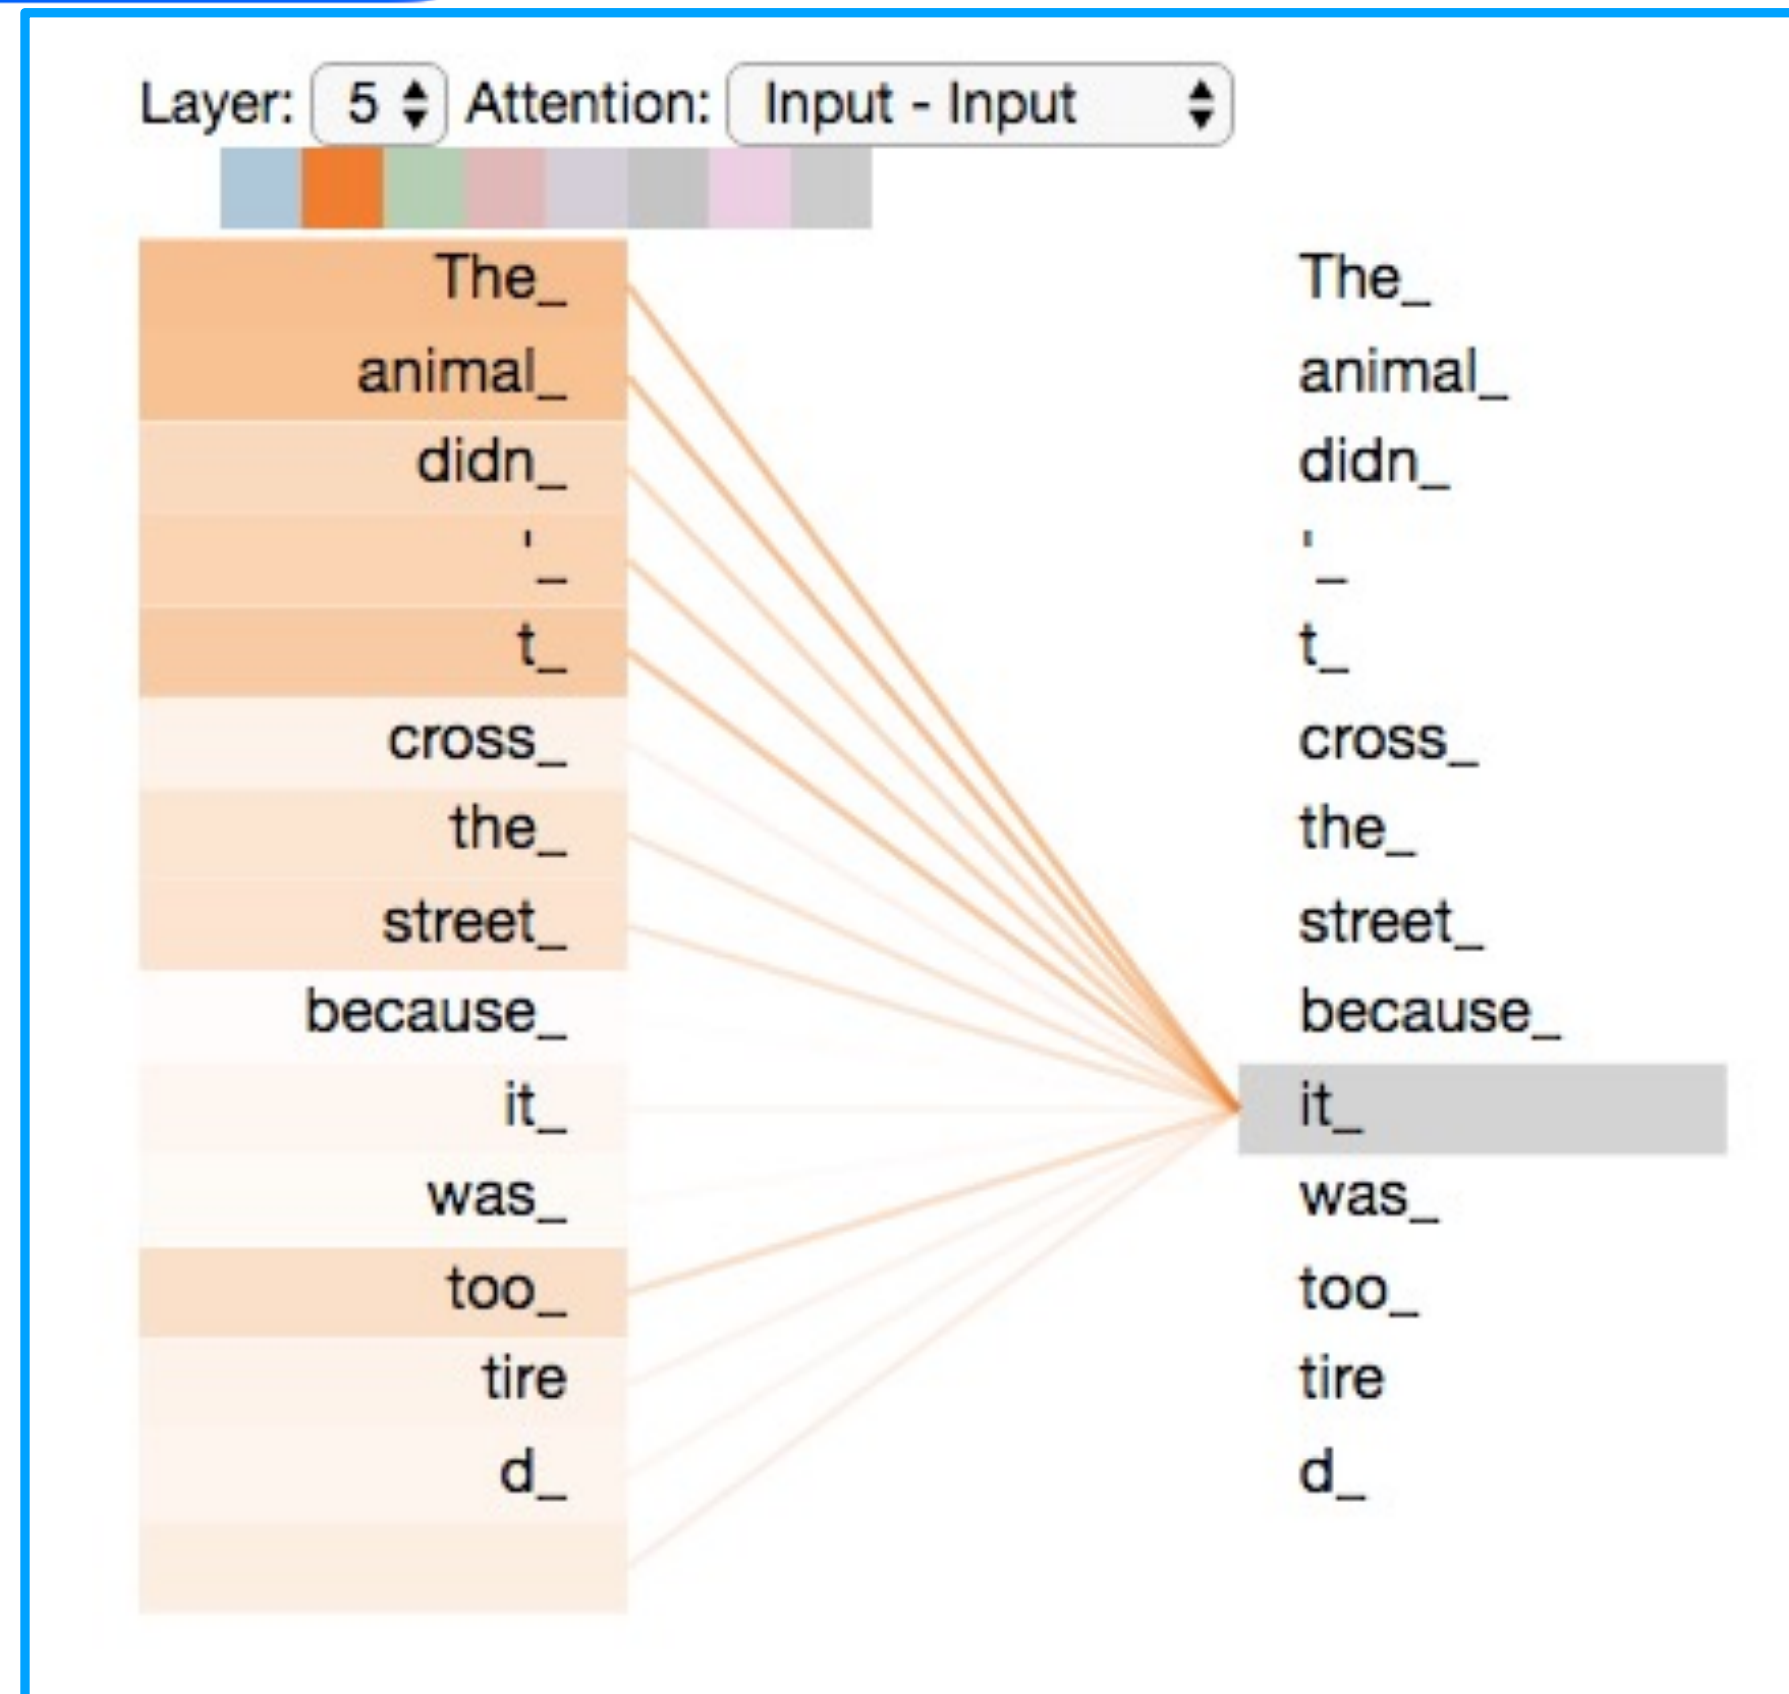 Layer: 5 Attention: Input - Input
The_ The_
animal_ animal_
didn_ didn_
'_ '_
t_ t_
cross_ cross_
the_ the_
street_ street_
because_ because_
it_ it_
was_ was_
too_ too_
tire tire
d_ d_